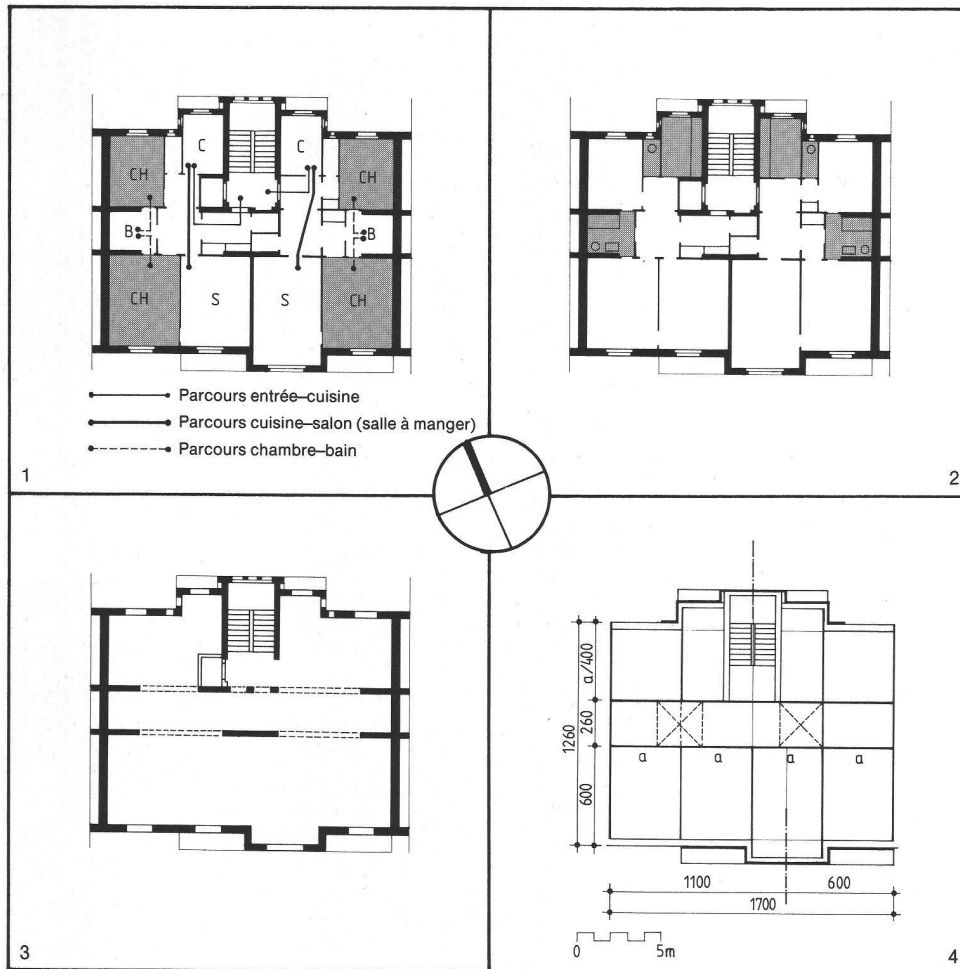 C
C
CH
CH
B
B
CH
S
S
CH
Parcours entrée–cuisine
Parcours cuisine–salon (salle à manger)
Parcours chambre–bain
1
2
3
a/400
260
1260
600
a
a
a
a
1100
600
1700
0
5m
4